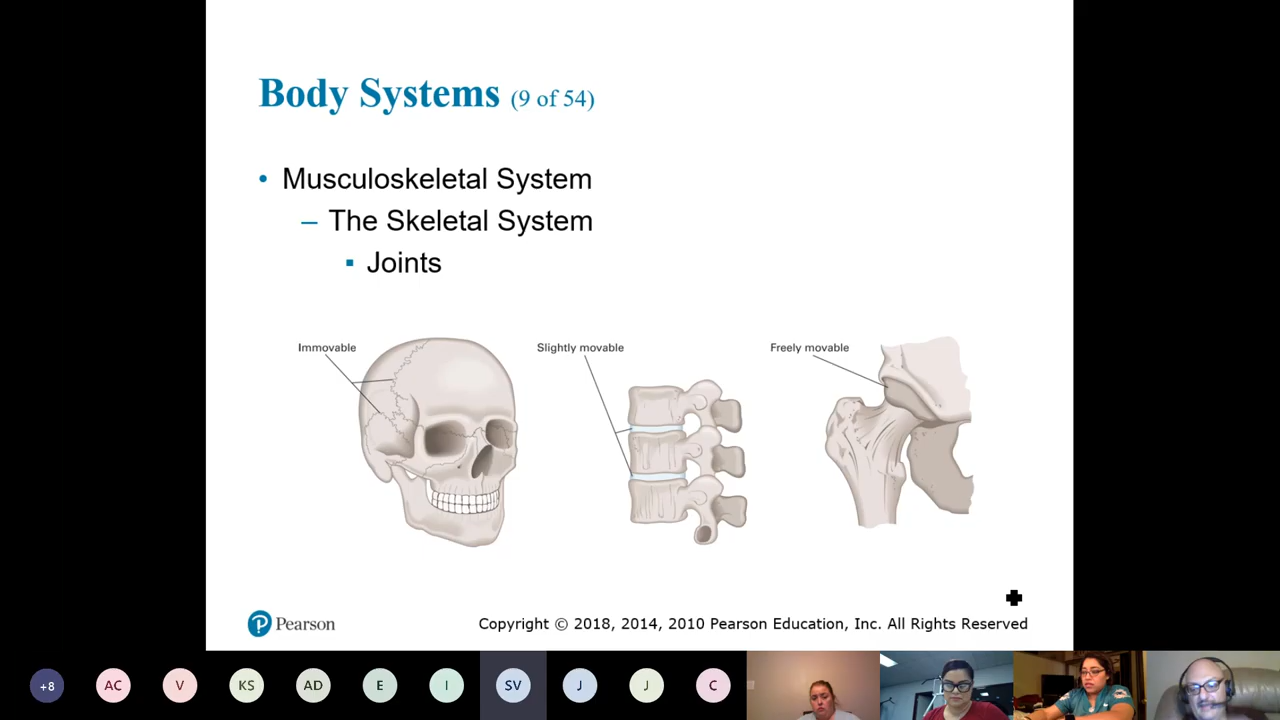 Body Systems (9 of 54)
• Musculoskeletal System
– The Skeletal System
▪ Joints
Immovable
Slightly movable
Freely movable
Pearson
Copyright © 2018, 2014, 2010 Pearson Education, Inc. All Rights Reserved
+8 AC V KS AD E I SV J J C